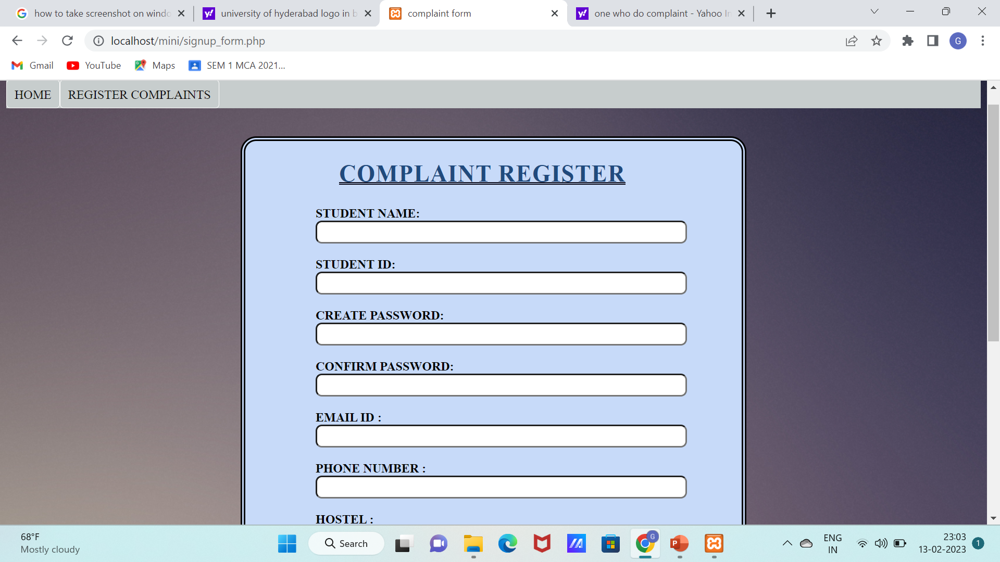 how to take screenshot on windo
university of hyderabad logo in b
complaint form
one who do complaint - Yahoo In
localhost/mini/signup_form.php
G
Gmail
YouTube
Maps
SEM 1 MCA 2021...
HOME
REGISTER COMPLAINTS
COMPLAINT REGISTER
STUDENT NAME:
STUDENT ID:
CREATE PASSWORD:
CONFIRM PASSWORD:
EMAIL ID :
PHONE NUMBER :
HOSTEL :
68°F
Mostly cloudy
Search
G
P
ENG
IN
23:03
13-02-2023
1